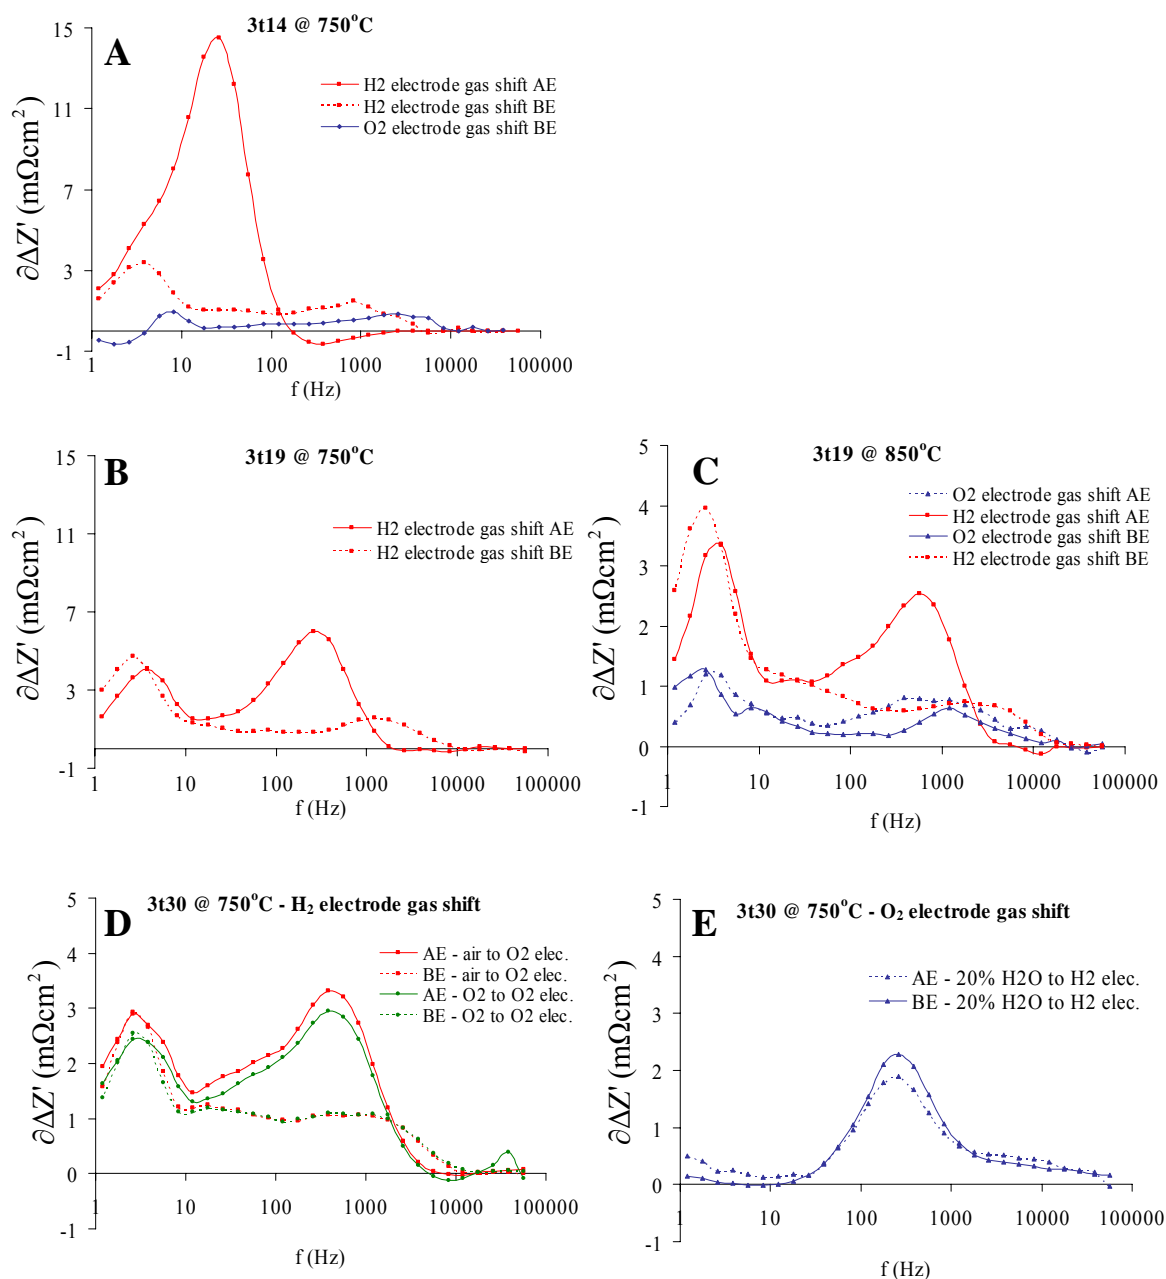 A
3t14 @ 750°C
H2 electrode gas shift AE
H2 electrode gas shift BE
O2 electrode gas shift BE
∂ΔZ' (mΩcm²)
15
11
7
3
-1
1 10 100 1000 10000 100000
f (Hz)
B
3t19 @ 750°C
H2 electrode gas shift AE
H2 electrode gas shift BE
∂ΔZ' (mΩcm²)
15
11
7
3
-1
1 10 100 1000 10000 100000
f (Hz)
C
3t19 @ 850°C
O2 electrode gas shift AE
H2 electrode gas shift AE
O2 electrode gas shift BE
H2 electrode gas shift BE
∂ΔZ' (mΩcm²)
5
4
3
2
1
0
-1
1 10 100 1000 10000 100000
f (Hz)
D
3t30 @ 750°C - H₂ electrode gas shift
AE - air to O2 elec.
BE - air to O2 elec.
AE - O2 to O2 elec.
BE - O2 to O2 elec.
∂ΔZ' (mΩcm²)
5
4
3
2
1
0
-1
1 10 100 1000 10000 100000
f (Hz)
E
3t30 @ 750°C - O₂ electrode gas shift
AE - 20% H2O to H2 elec.
BE - 20% H2O to H2 elec.
∂ΔZ' (mΩcm²)
5
4
3
2
1
0
-1
1 10 100 1000 10000 100000
f (Hz)